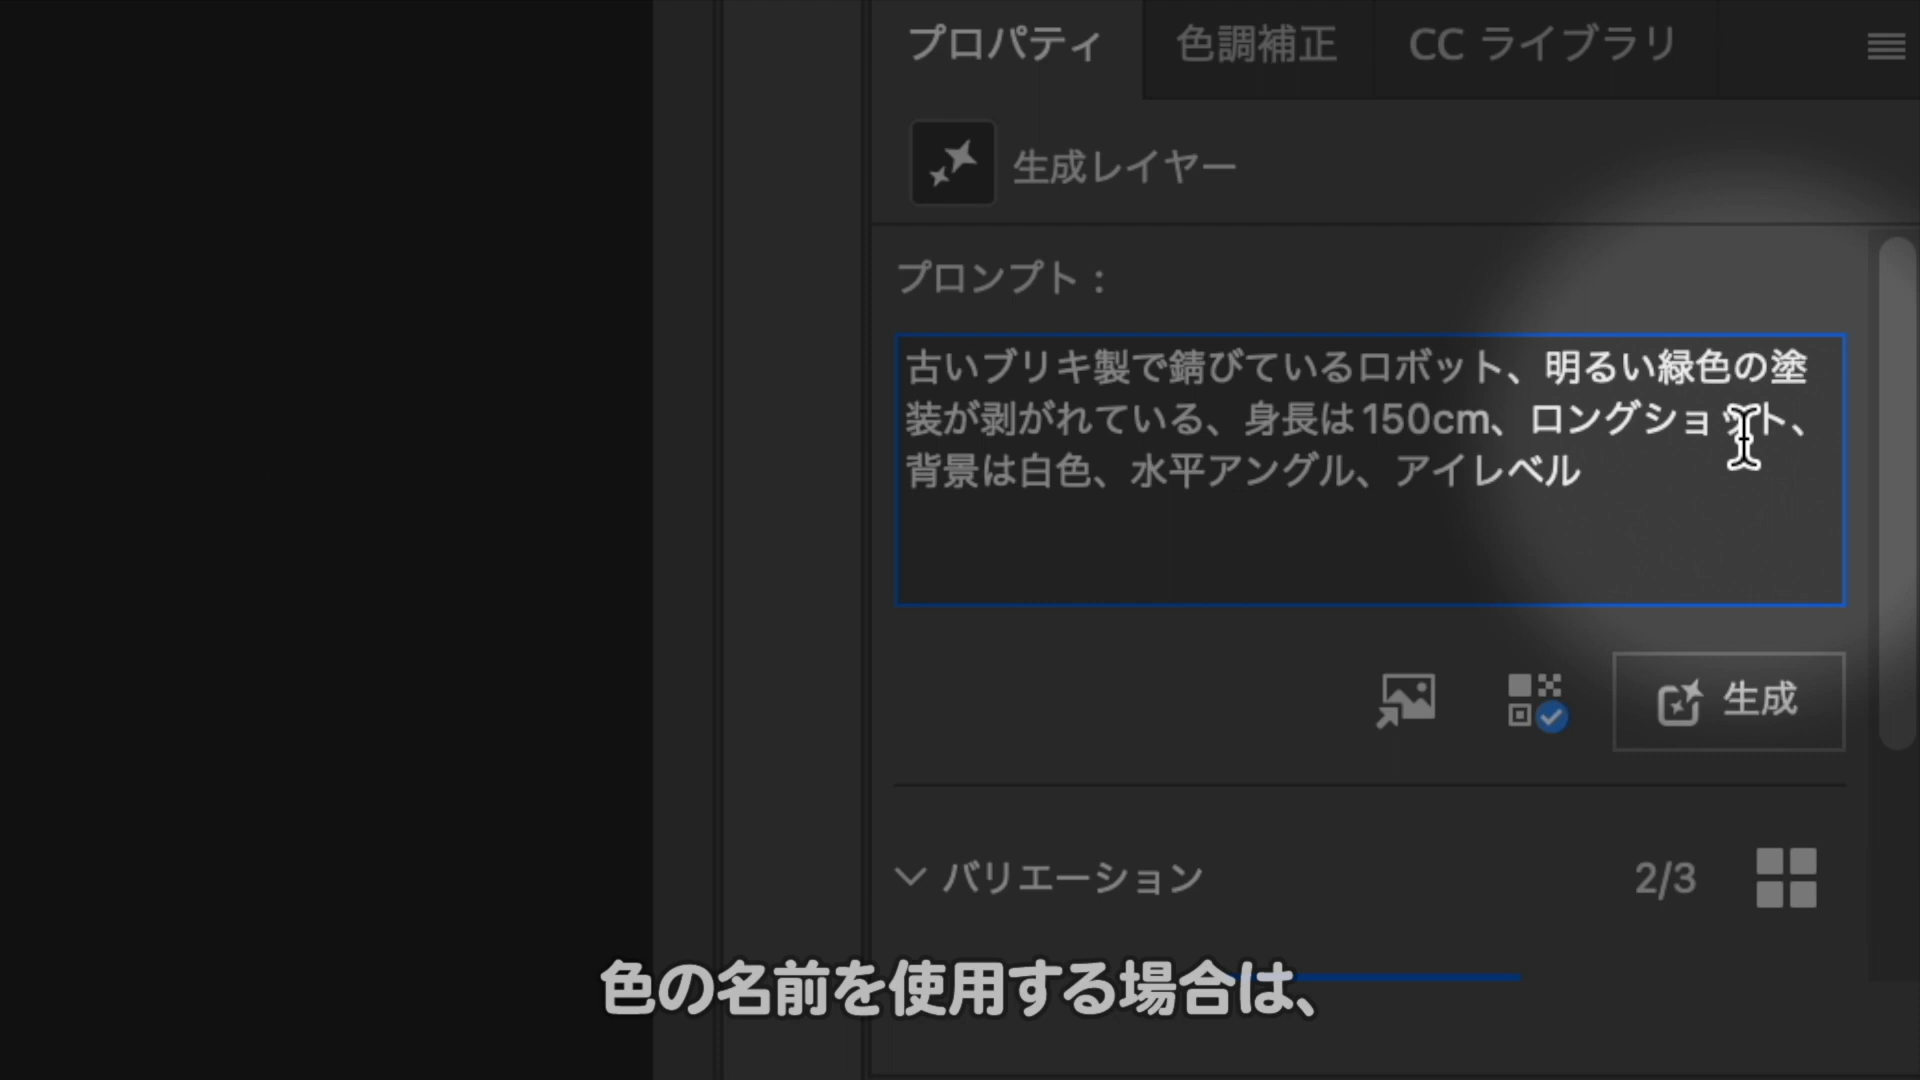 プロパティ 色調補正 CC ライブラリ
生成レイヤー
プロンプト：
古いブリキ製で錆びているロボット、明るい緑色の塗
装が剥がれている、身長は150cm、ロングショット、
背景は白色、水平アングル、アイレベル
生成
バリエーション 2/3
色の名前を使用する場合は、